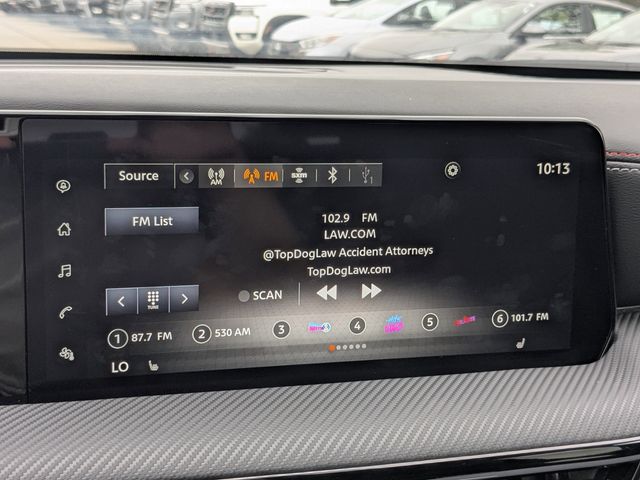 Source
AM
FM
sxm
1
10:13
FM List
102.9 FM
LAW.COM
@TopDogLaw Accident Attorneys
TopDogLaw.com
TUNE
SCAN
1 87.7 FM
2 530 AM
3
4
5
6 101.7 FM
LO